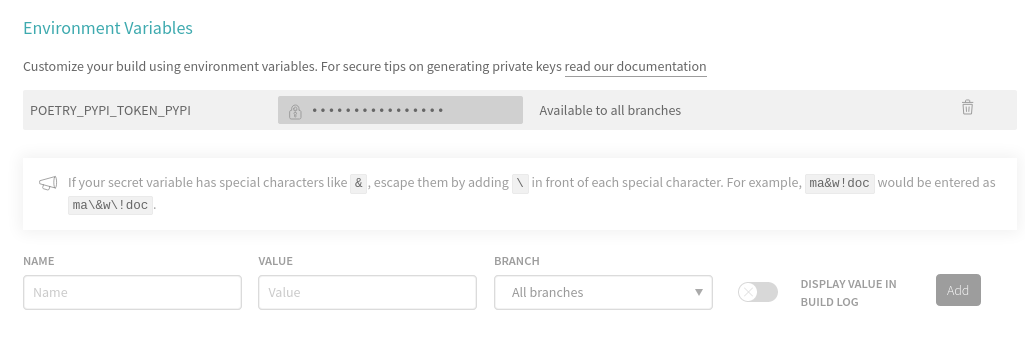 Environment Variables
Customize your build using environment variables. For secure tips on generating private keys read our documentation
POETRY_PYPI_TOKEN_PYPI •••••••••••••••• Available to all branches
If your secret variable has special characters like &, escape them by adding \ in front of each special character. For example, ma&w!doc would be entered as
ma\&w\!doc.
NAME VALUE BRANCH
Name Value All branches DISPLAY VALUE IN BUILD LOG Add